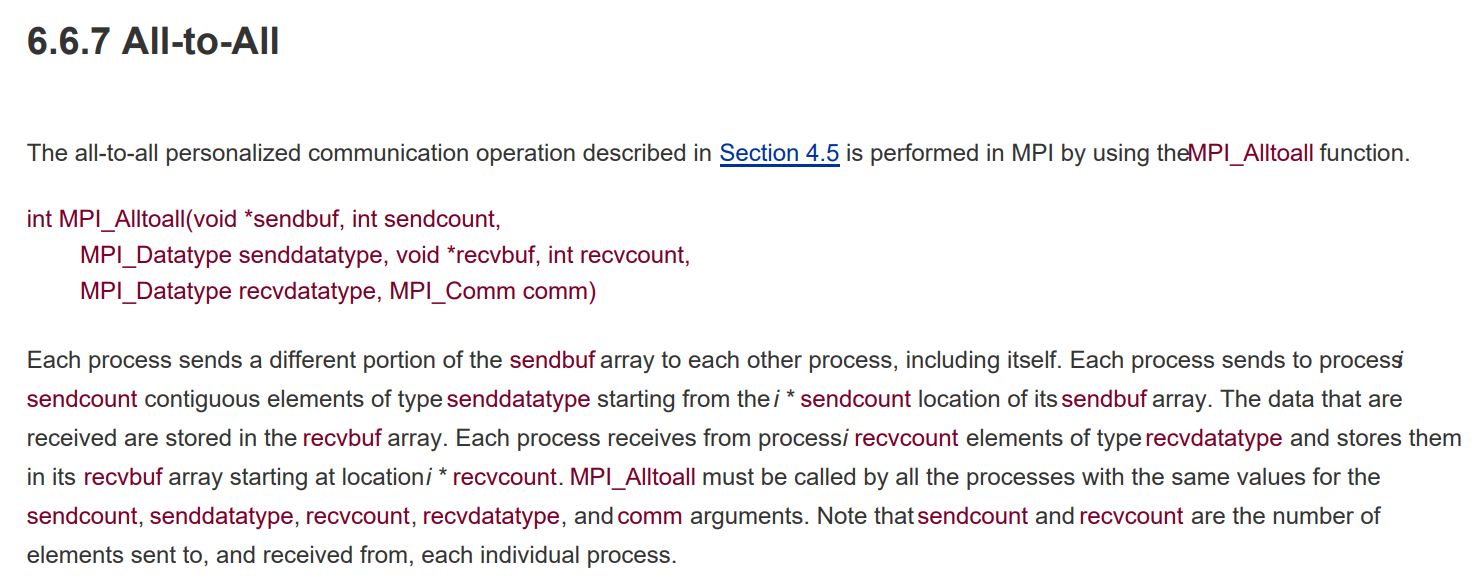 6.6.7 All-to-All
The all-to-all personalized communication operation described in Section 4.5 is performed in MPI by using the MPI_Alltoall function.
int MPI_Alltoall(void *sendbuf, int sendcount,
MPI_Datatype senddatatype, void *recvbuf, int recvcount,
MPI_Datatype recvdatatype, MPI_Comm comm)
Each process sends a different portion of the sendbuf array to each other process, including itself. Each process sends to process i
sendcount contiguous elements of type senddatatype starting from the i * sendcount location of its sendbuf array. The data that are
received are stored in the recvbuf array. Each process receives from process i recvcount elements of type recvdatatype and stores them
in its recvbuf array starting at location i * recvcount. MPI_Alltoall must be called by all the processes with the same values for the
sendcount, senddatatype, recvcount, recvdatatype, and comm arguments. Note that sendcount and recvcount are the number of
elements sent to, and received from, each individual process.